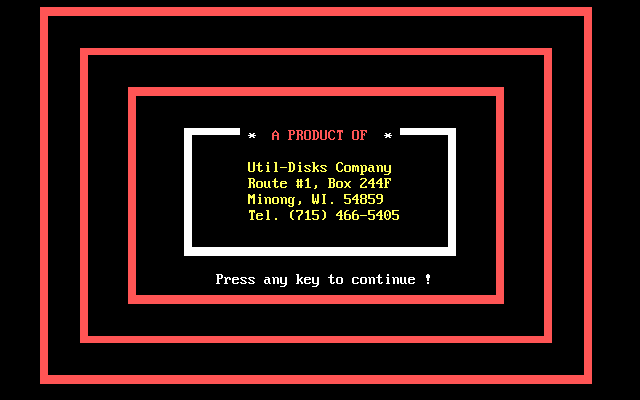 * A PRODUCT OF *
Util-Disks Company
Route #1, Box 244F
Minong, WI. 54859
Tel. (715) 466-5405
Press any key to continue !